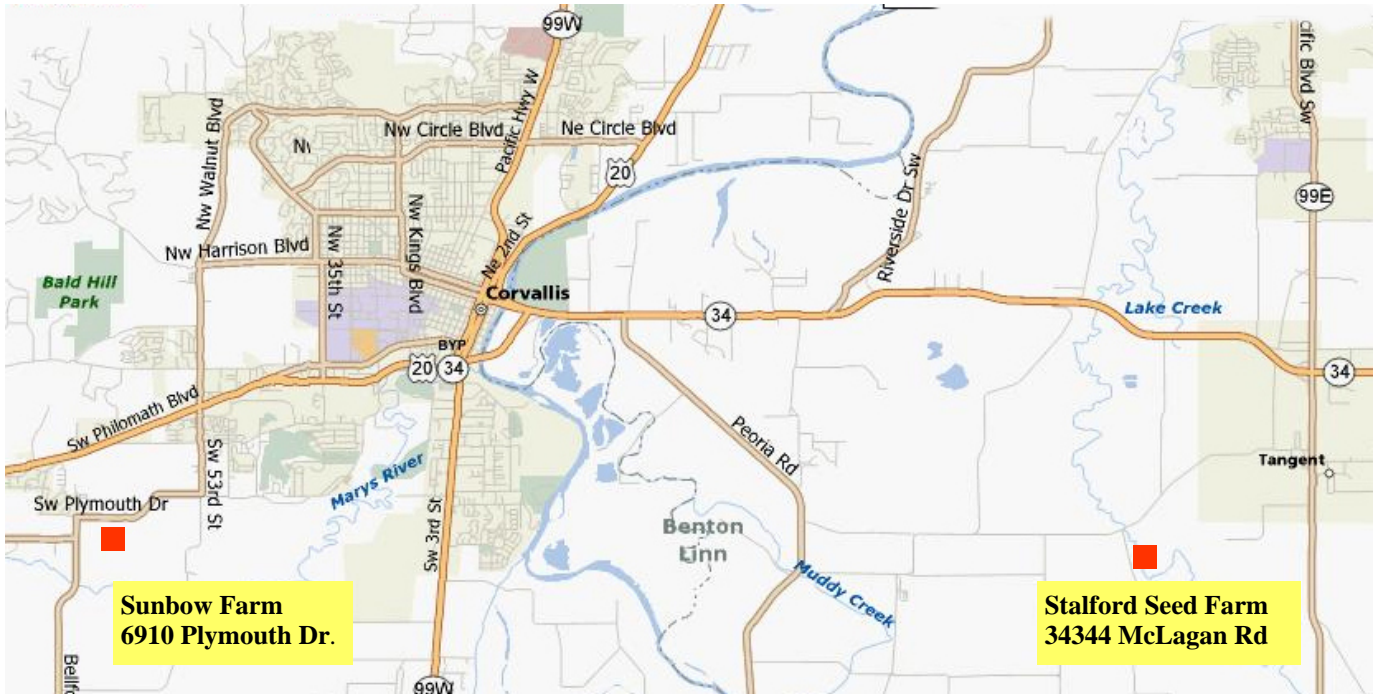 99W
cific Blvd Sw
Nw Walnut Blvd
Pacific Hwy W
Nw Circle Blvd
Ne Circle Blvd
20
Riverside Dr Sw
99E
Nw Harrison Blvd
Nw 35th St
Nw Kings Blvd
Ne 2nd St
Bald Hill
Park
Corvallis
34
Lake Creek
BYP
20
34
34
Sw Philomath Blvd
Peoria Rd
Sw 53rd St
Marys River
Tangent
Sw Plymouth Dr
Sw 3rd St
Benton
Linn
Muddy Creek
Sunbow Farm
6910 Plymouth Dr.
Stalford Seed Farm
34344 McLagan Rd
Bellf
99W